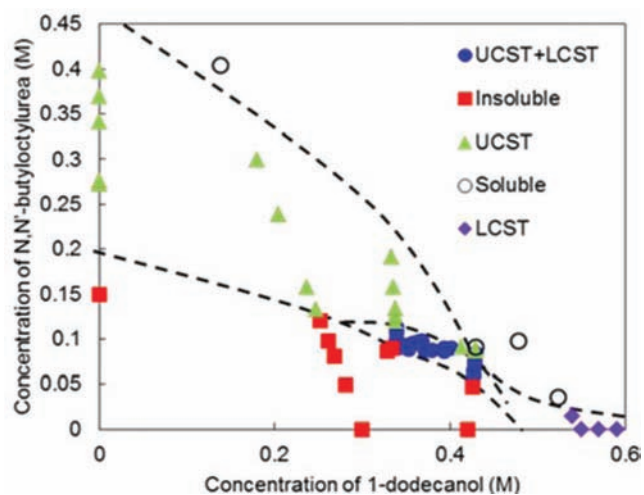 0.45
0.4
0.35
0.3
0.25
0.2
0.15
0.1
0.05
0
Concentration of N,N'-butyloctylurea (M)
UCST+LCST
Insoluble
UCST
Soluble
LCST
0
0.2
0.4
0.6
Concentration of 1-dodecanol (M)